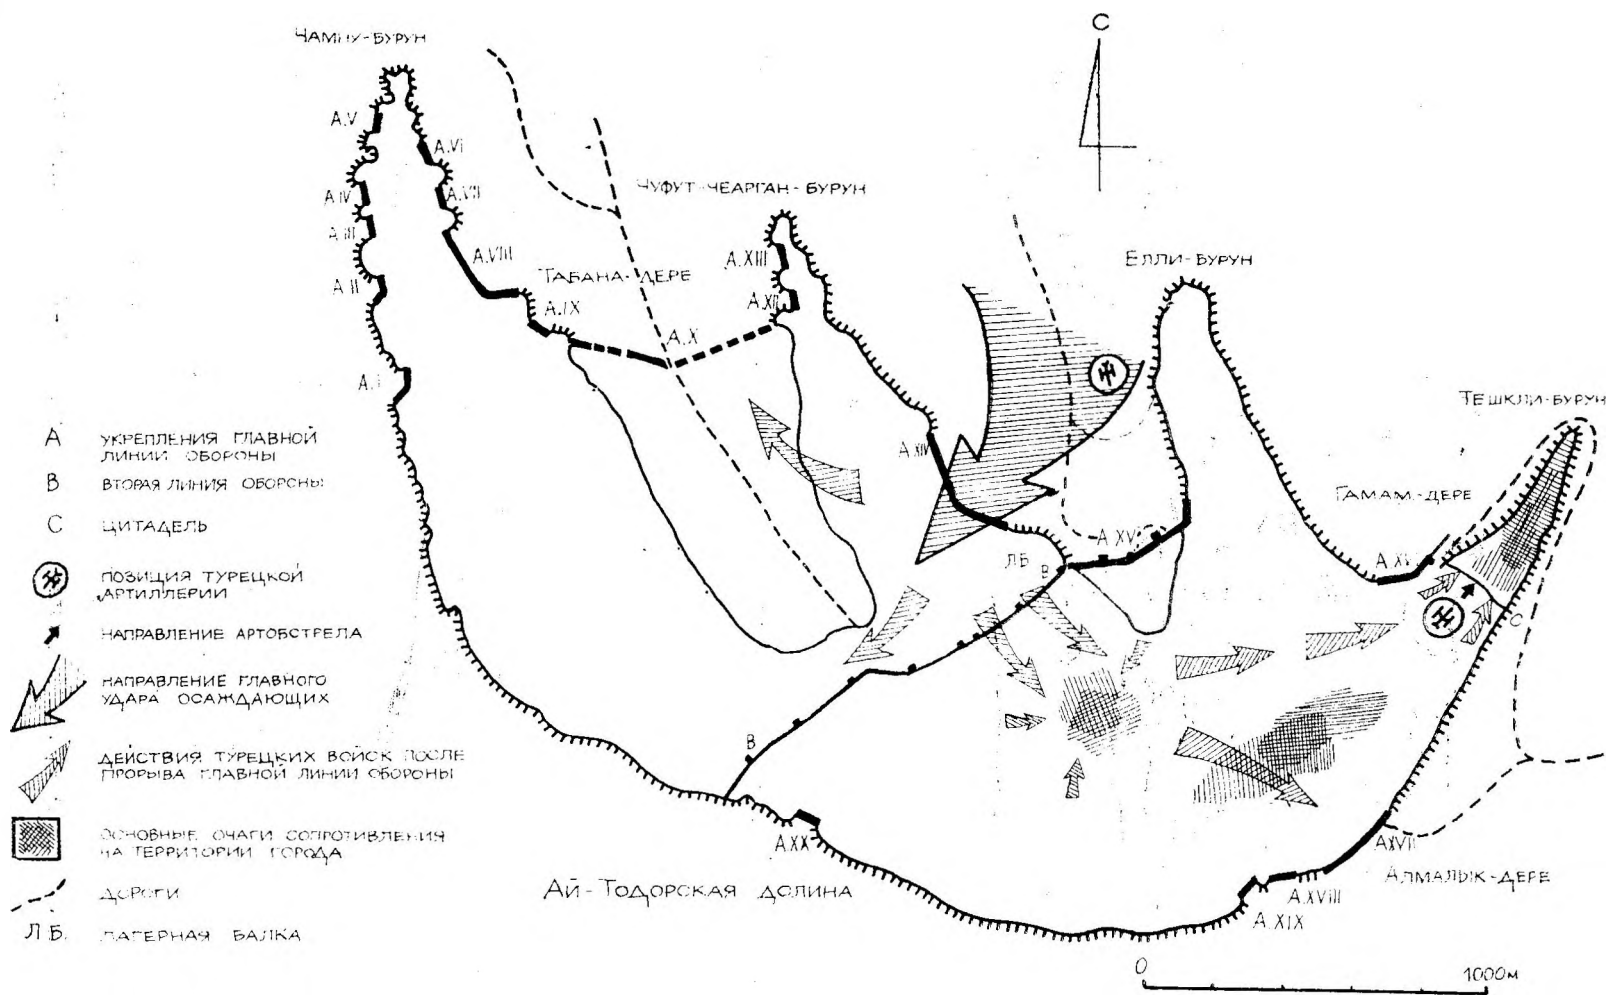 С
ЧАМНУ-БУРУН
А.V
А.VI
ЧУФУТ-ЧЕАРГАН-БУРУН
А.IV
А.VII
А.III
А.VIII
ТАБАНА-ДЕРЕ
А.XIII
ЕЛЛИ-БУРУН
А.II
А.IX
А.XII
А.X
А.I
ТЕШКЛИ-БУРУН
А.XIV
ГАМАМ-ДЕРЕ
А.XV
ЛБ
В
А.XVI
С
В
А.XX
А.XVII
АЙ-ТОДОРСКАЯ ДОЛИНА
АЛМАЛЫК-ДЕРЕ
А.XVIII
А.XIX
0
1000м
А УКРЕПЛЕНИЯ ГЛАВНОЙ
ЛИНИИ ОБОРОНЫ
В ВТОРАЯ ЛИНИЯ ОБОРОНЫ
С ЦИТАДЕЛЬ
ПОЗИЦИЯ ТУРЕЦКОЙ
АРТИЛЛЕРИИ
НАПРАВЛЕНИЕ АРТОБСТРЕЛА
НАПРАВЛЕНИЕ ГЛАВНОГО
УДАРА ОСАЖДАЮЩИХ
ДЕЙСТВИЯ ТУРЕЦКИХ ВОЙСК ПОСЛЕ
ПРОРЫВА ГЛАВНОЙ ЛИНИИ ОБОРОНЫ
ОСНОВНЫЕ ОЧАГИ СОПРОТИВЛЕНИЯ
НА ТЕРРИТОРИИ ГОРОДА
ДОРОГИ
Л Б. ЛАГЕРНАЯ БАЛКА